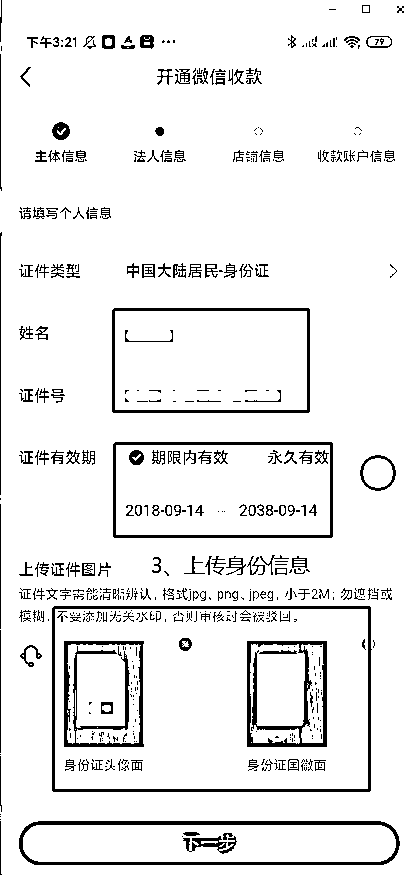 下午3:21 ··· 79
开通微信收款
主体信息 法人信息 店铺信息 收款账户信息
请填写个人信息
证件类型 中国大陆居民-身份证
姓名
证件号
证件有效期 期限内有效 永久有效
2018-09-14 -- 2038-09-14
上传证件图片 3、上传身份信息
证件文字需能清晰辨认, 格式jpg、png、jpeg, 小于2M; 勿遮挡或
模糊, 不要添加无关水印, 否则审核时会被驳回。
身份证头像面 身份证国徽面
下一步